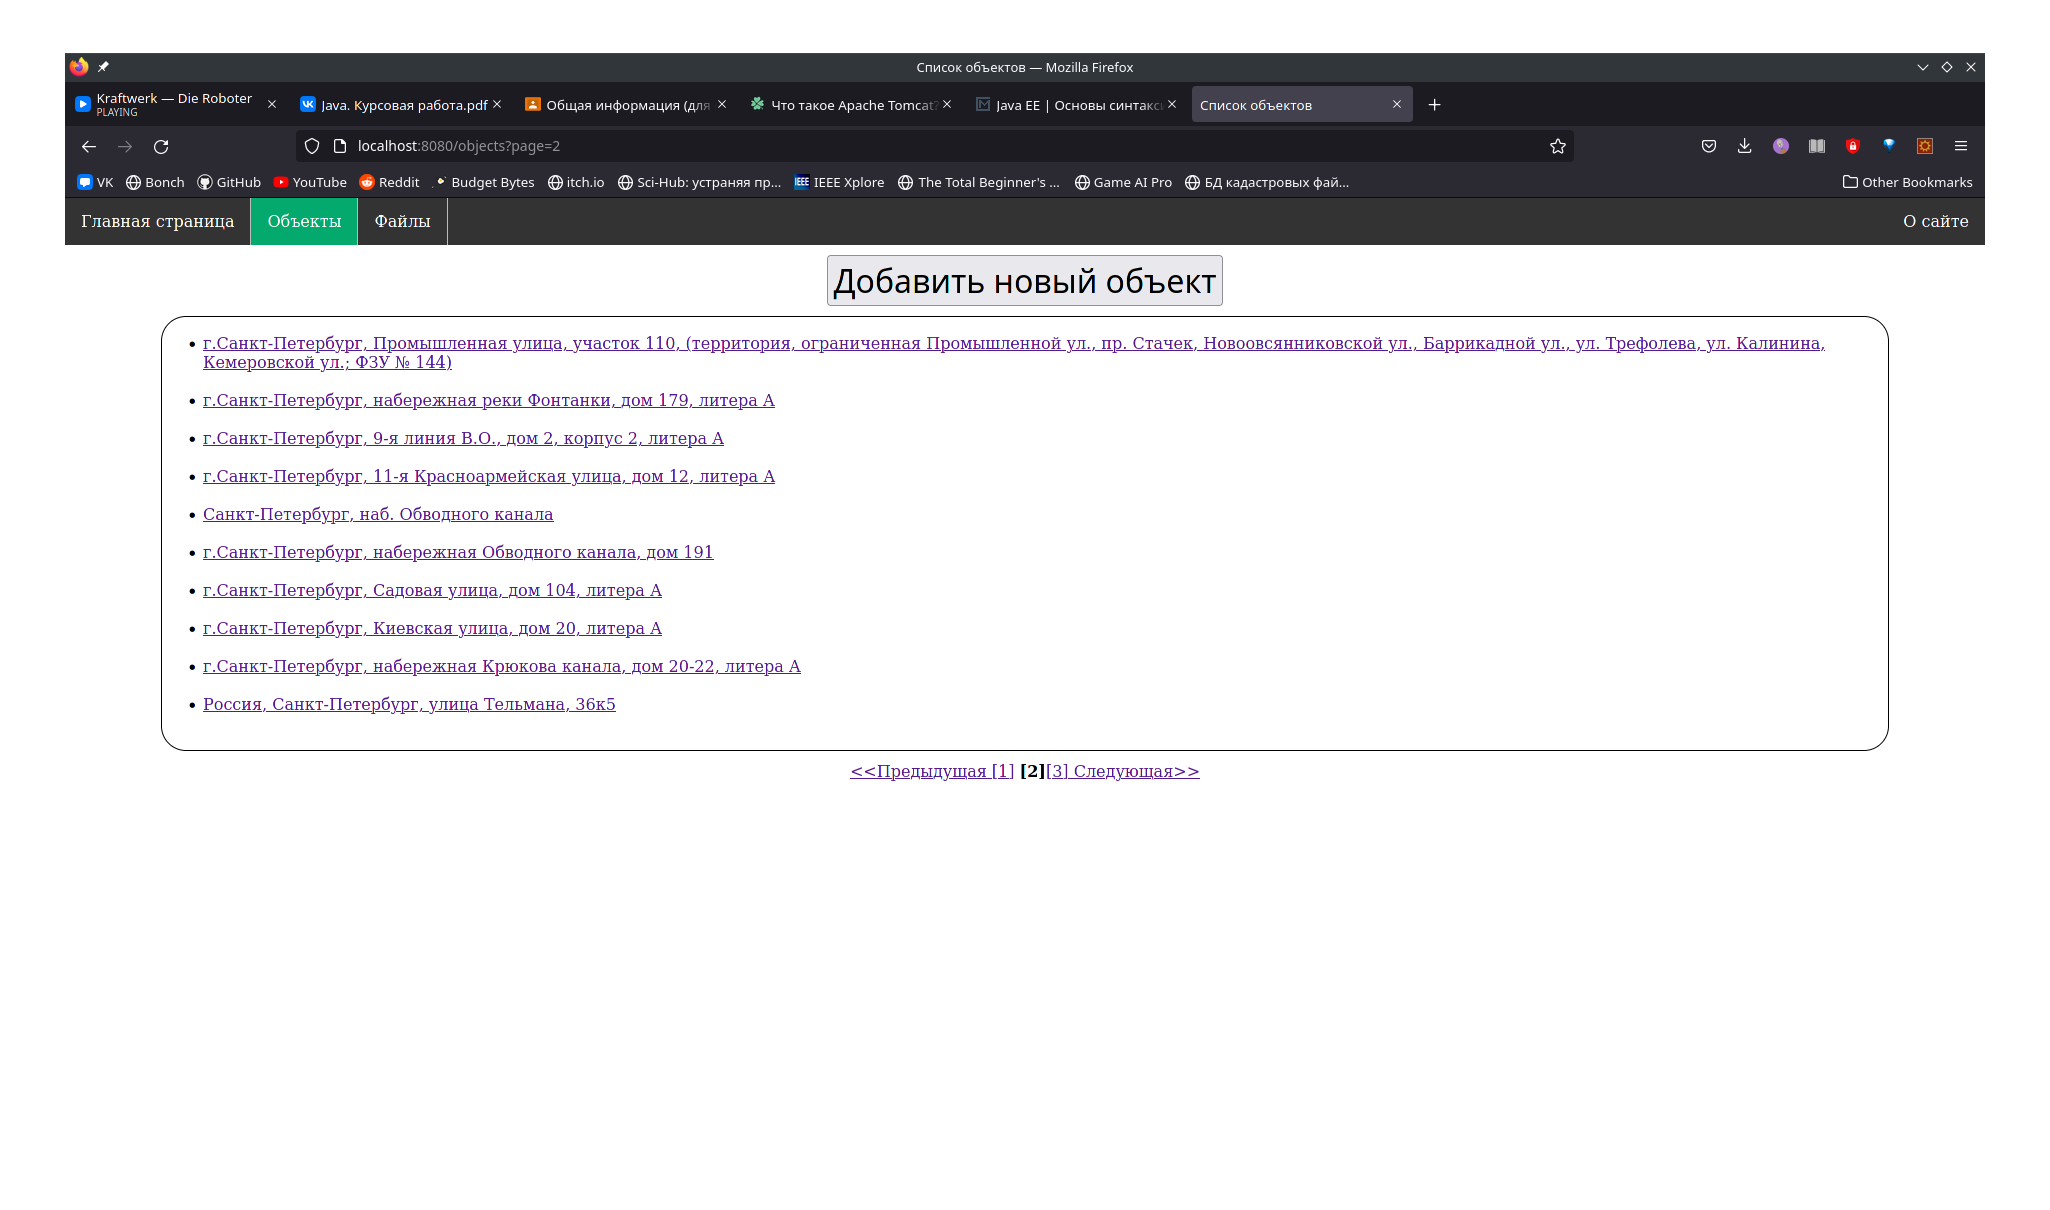 Список объектов — Mozilla Firefox
Kraftwerk — Die Roboter
PLAYING
Java. Курсовая работа.pdf
Общая информация (для
Что такое Apache Tomcat?
Java EE | Основы синтакс
Список объектов
localhost:8080/objects?page=2
VK Bonch GitHub YouTube Reddit Budget Bytes itch.io Sci-Hub: устраняя пр... IEEE Xplore The Total Beginner's ... Game AI Pro БД кадастровых фай... Other Bookmarks
Главная страница Объекты Файлы О сайте
Добавить новый объект
• г.Санкт-Петербург, Промышленная улица, участок 110, (территория, ограниченная Промышленной ул., пр. Стачек, Новоовсянниковской ул., Баррикадной ул., ул. Трефолева, ул. Калинина,
Кемеровской ул.; ФЗУ № 144)
• г.Санкт-Петербург, набережная реки Фонтанки, дом 179, литера А
• г.Санкт-Петербург, 9-я линия В.О., дом 2, корпус 2, литера А
• г.Санкт-Петербург, 11-я Красноармейская улица, дом 12, литера А
• Санкт-Петербург, наб. Обводного канала
• г.Санкт-Петербург, набережная Обводного канала, дом 191
• г.Санкт-Петербург, Садовая улица, дом 104, литера А
• г.Санкт-Петербург, Киевская улица, дом 20, литера А
• г.Санкт-Петербург, набережная Крюкова канала, дом 20-22, литера А
• Россия, Санкт-Петербург, улица Тельмана, 36к5
<<Предыдущая [1] [2][3] Следующая>>